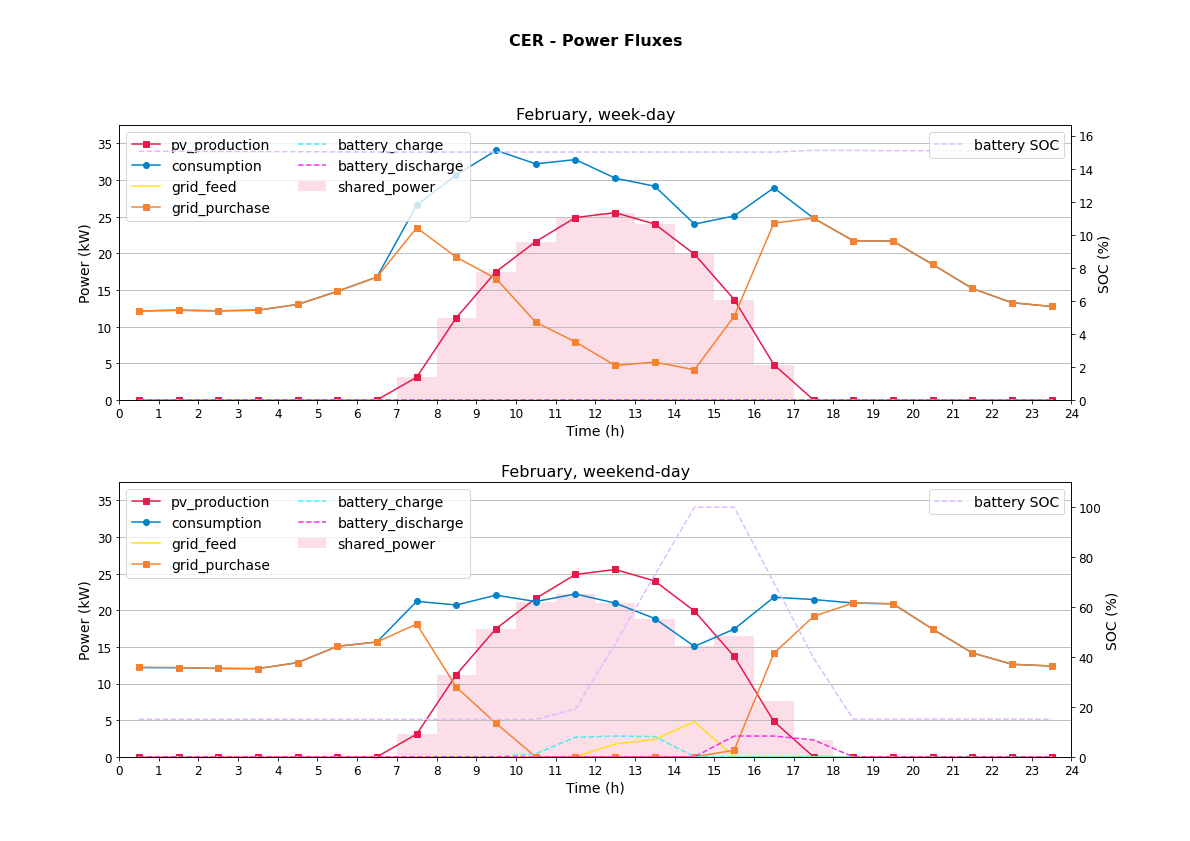 CER - Power Fluxes
February, week-day
pv_production
consumption
grid_feed
grid_purchase
battery_charge
battery_discharge
shared_power
battery SOC
Power (kW)
35
30
25
20
15
10
5
0
SOC (%)
16
14
12
10
8
6
4
2
0
0 1 2 3 4 5 6 7 8 9 10 11 12 13 14 15 16 17 18 19 20 21 22 23 24
Time (h)
February, weekend-day
pv_production
consumption
grid_feed
grid_purchase
battery_charge
battery_discharge
shared_power
battery SOC
Power (kW)
35
30
25
20
15
10
5
0
SOC (%)
100
80
60
40
20
0
0 1 2 3 4 5 6 7 8 9 10 11 12 13 14 15 16 17 18 19 20 21 22 23 24
Time (h)